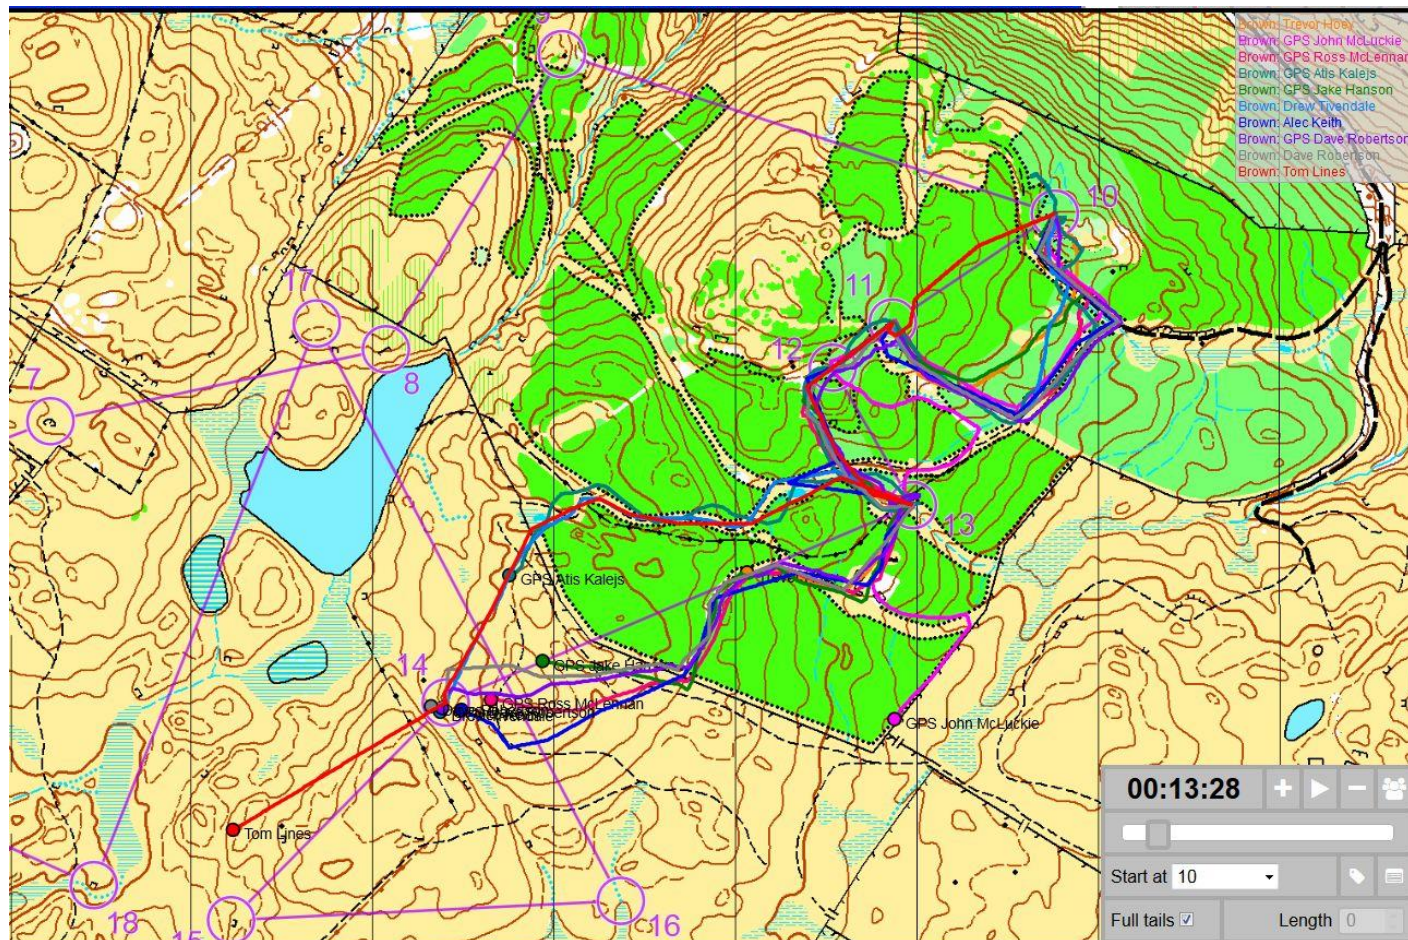 9
Brown: Trevor Hoey
Brown: GPS John McLuckie
Brown: GPS Ross McLennan
Brown: GPS Atis Kalejs
Brown: GPS Jake Hanson
Brown: Drew Tivendale
Brown: Alec Keith
Brown: GPS Dave Robertson
Brown: Dave Robertson
Brown: Tom Lines
10
17
11
12
8
7
13
GPS Atis Kalejs
14
GPS Jake
GPS Ross McLennan
GPS John McLuckie
Tom Lines
00:13:28
Start at 10
18
15
16
Full tails
Length 0